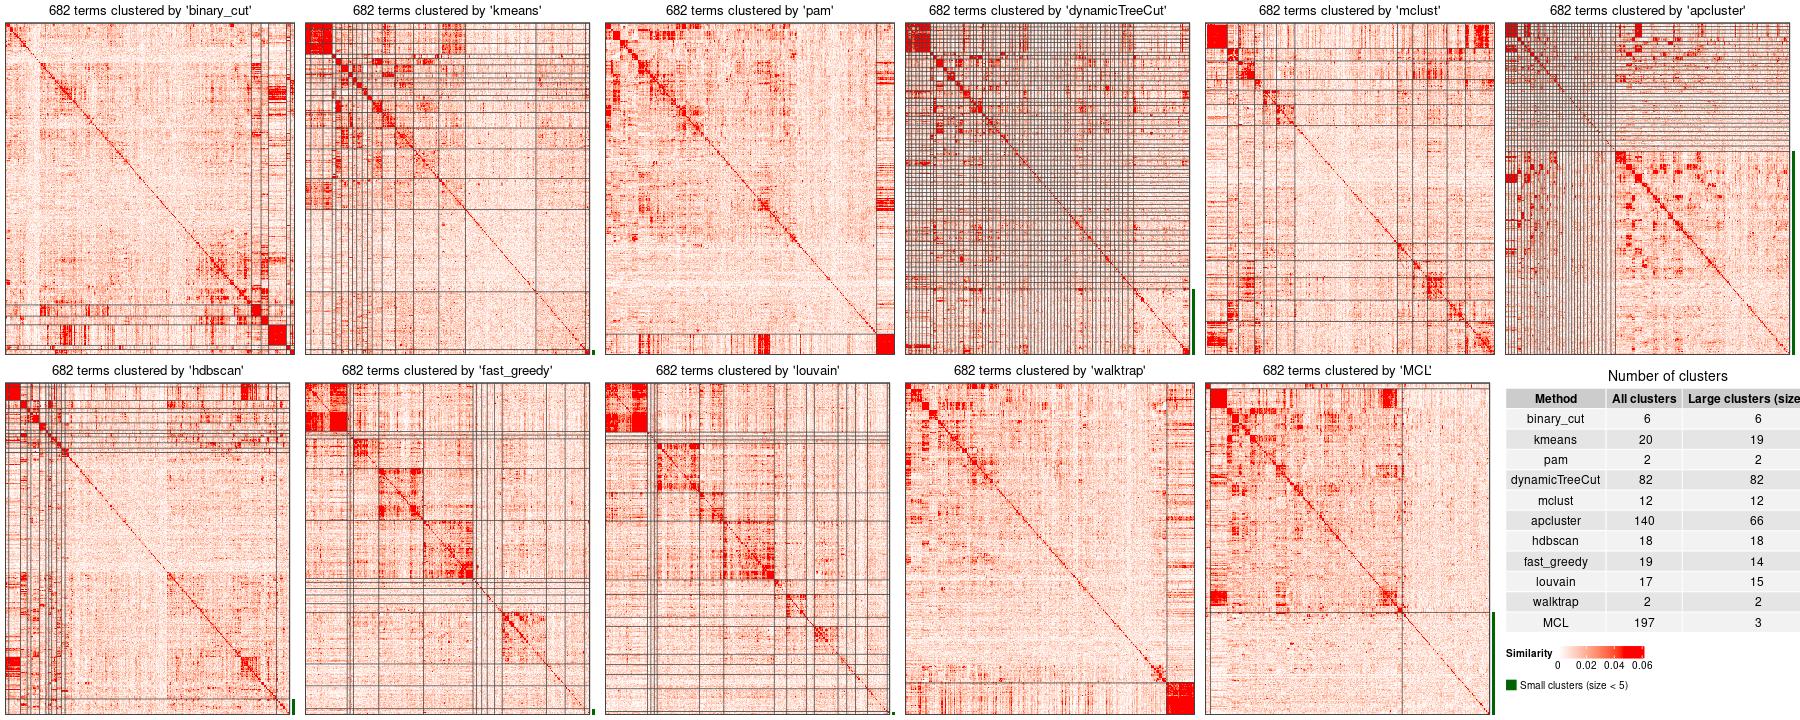 682 terms clustered by 'binary_cut'
682 terms clustered by 'kmeans'
682 terms clustered by 'pam'
682 terms clustered by 'dynamicTreeCut'
682 terms clustered by 'mclust'
682 terms clustered by 'apcluster'
682 terms clustered by 'hdbscan'
682 terms clustered by 'fast_greedy'
682 terms clustered by 'louvain'
682 terms clustered by 'walktrap'
682 terms clustered by 'MCL'
Number of clusters
Method All clusters Large clusters (size
binary_cut 6 6
kmeans 20 19
pam 2 2
dynamicTreeCut 82 82
mclust 12 12
apcluster 140 66
hdbscan 18 18
fast_greedy 19 14
louvain 17 15
walktrap 2 2
MCL 197 3
Similarity
0 0.02 0.04 0.06
Small clusters (size < 5)